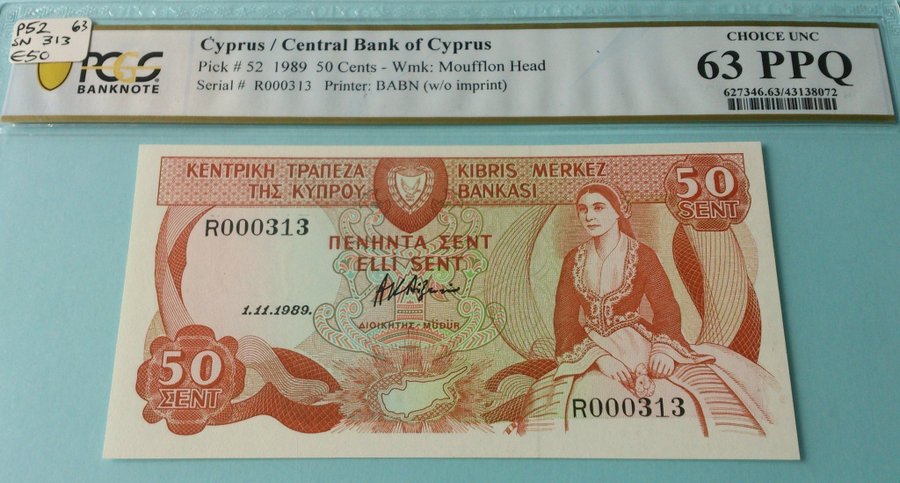 P52 63
SN 313
£50
PCGS
BANKNOTE
Cyprus / Central Bank of Cyprus
Pick # 52 1989 50 Cents - Wmk: Moufflon Head
Serial # R000313 Printer: BABN (w/o imprint)
CHOICE UNC
63 PPQ
627346.63/43138072
ΚΕΝΤΡΙΚΗ ΤΡΑΠΕΖΑ
ΤΗΣ ΚΥΠΡΟΥ
KIBRIS MERKEZ
BANKASI
50
SENT
R000313
ΠΕΝΗΝΤΑ ΣΕΝΤ
ELLİ SENT
1.11.1989.
ΔΙΟΙΚΗΤΗΣ - MÜDÜR
50
ΣΕΝΤ
R000313